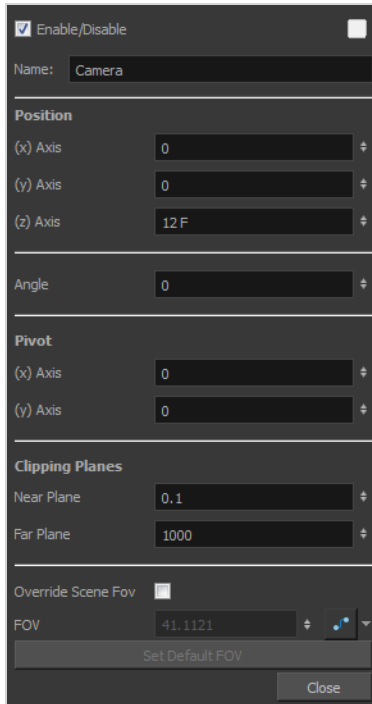 Enable/Disable
Name: Camera
Position
(x) Axis 0
(y) Axis 0
(z) Axis 12 F
Angle 0
Pivot
(x) Axis 0
(y) Axis 0
Clipping Planes
Near Plane 0.1
Far Plane 1000
Override Scene Fov
FOV 41.1121
Set Default FOV
Close